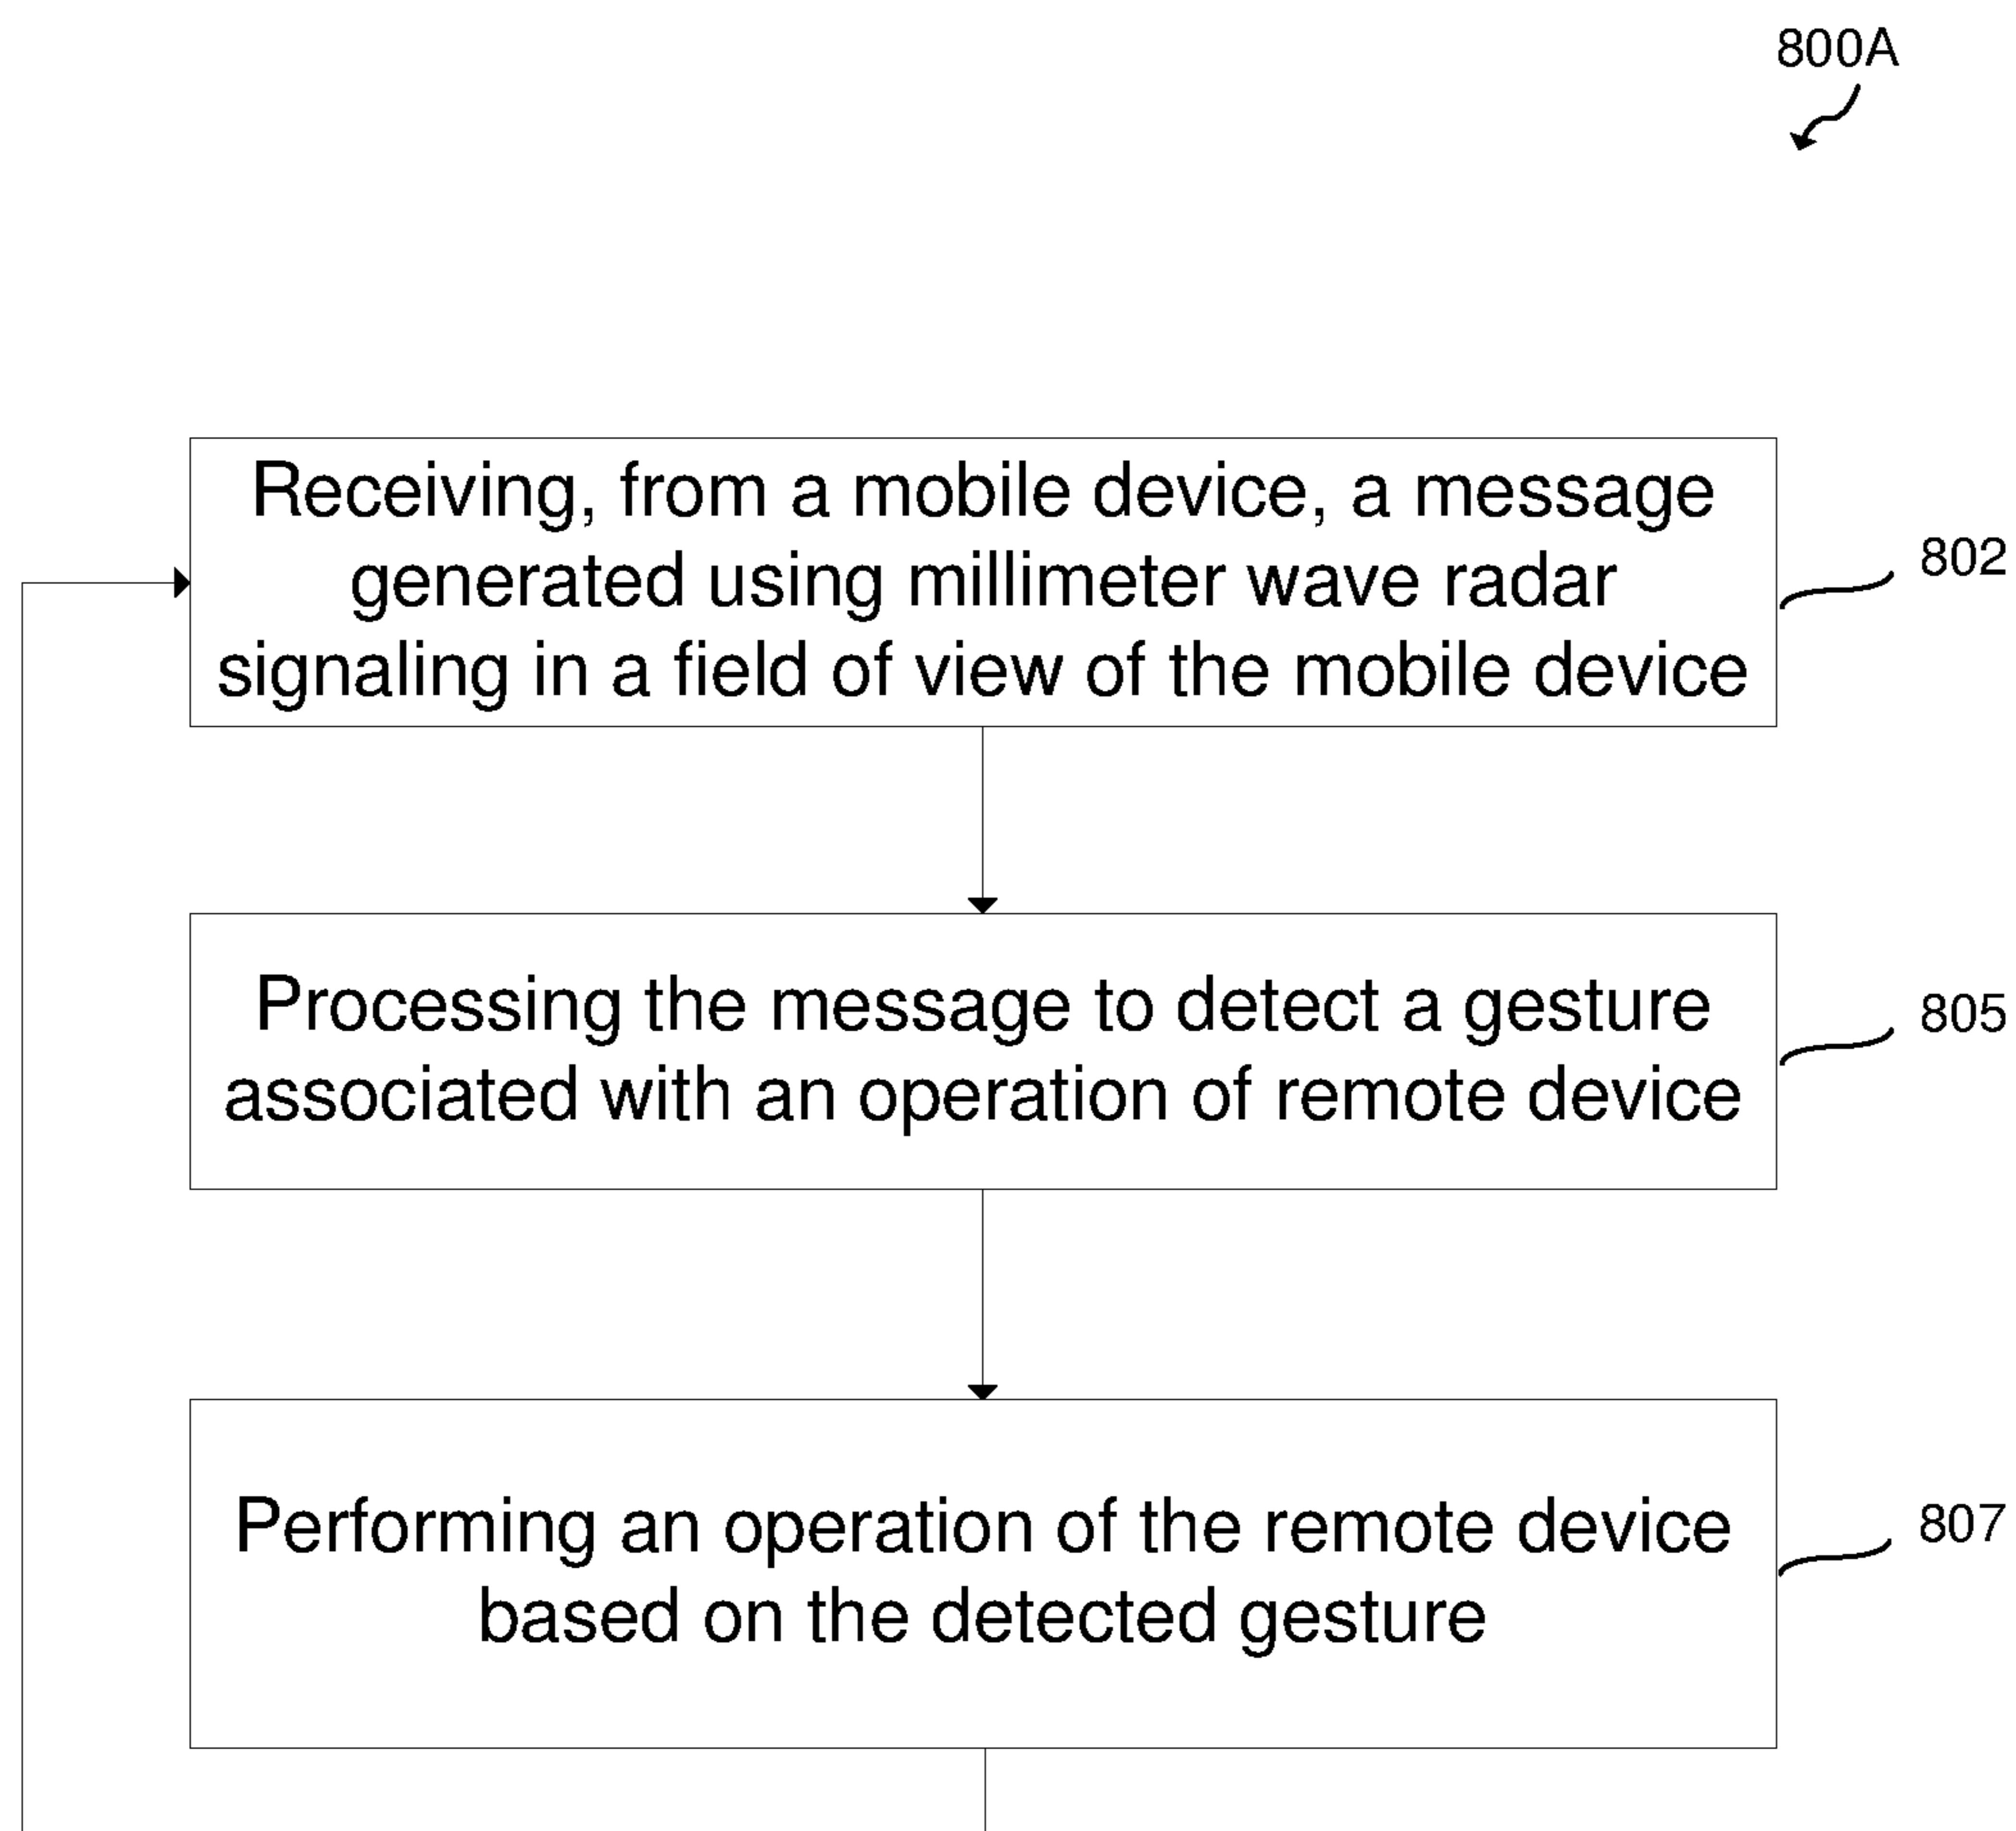 800A
Receiving, from a mobile device, a message
generated using millimeter wave radar
signaling in a field of view of the mobile device
802
Processing the message to detect a gesture
associated with an operation of remote device
805
Performing an operation of the remote device
based on the detected gesture
807